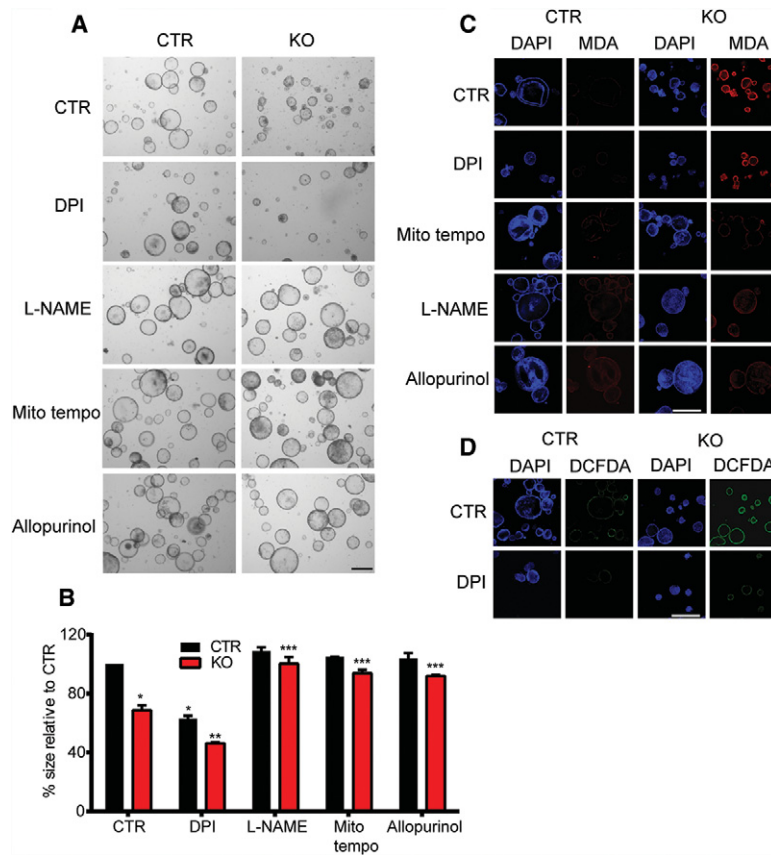 A
CTR KO
CTR
DPI
L-NAME
Mito tempo
Allopurinol
B
% size relative to CTR
120
80
40
0
CTR
KO
* * ** *** *** ***
CTR DPI L-NAME Mito tempo Allopurinol
C
CTR KO
DAPI MDA DAPI MDA
CTR
DPI
Mito tempo
L-NAME
Allopurinol
D
CTR KO
DAPI DCFDA DAPI DCFDA
CTR
DPI